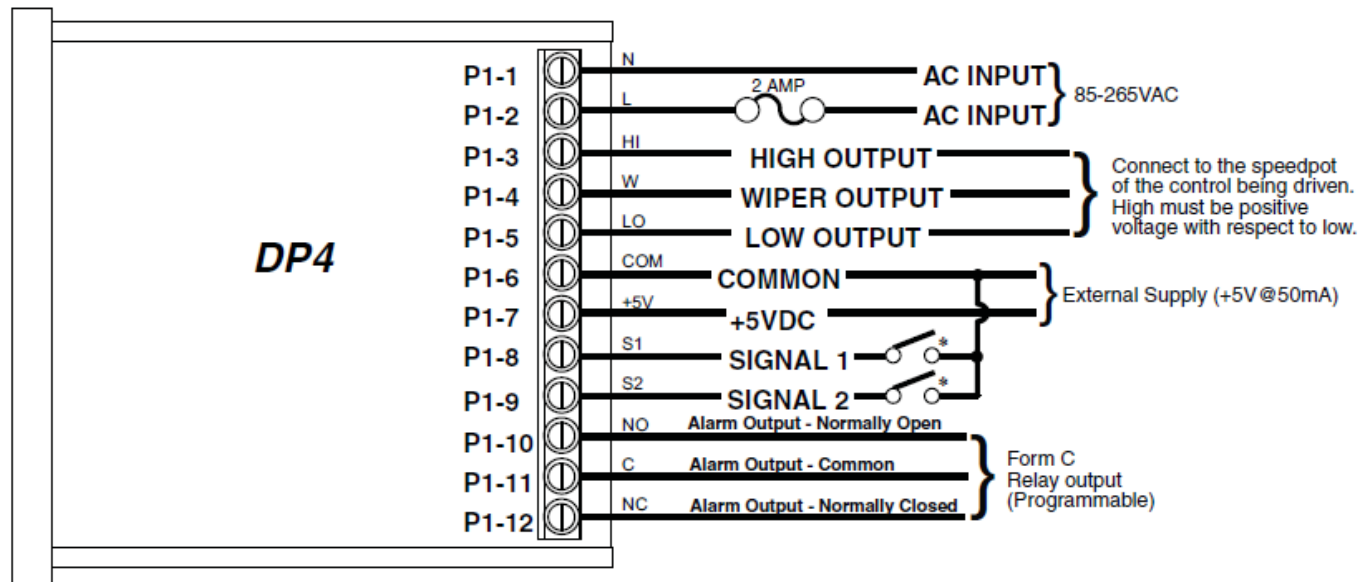 DP4
P1-1 N AC INPUT
P1-2 L 2 AMP AC INPUT
85-265VAC
P1-3 HI HIGH OUTPUT
P1-4 W WIPER OUTPUT
P1-5 LO LOW OUTPUT
Connect to the speedpot
of the control being driven.
High must be positive
voltage with respect to low.
P1-6 COM COMMON
P1-7 +5V +5VDC
External Supply (+5V@50mA)
P1-8 S1 SIGNAL 1 *
P1-9 S2 SIGNAL 2 *
P1-10 NO Alarm Output - Normally Open
P1-11 C Alarm Output - Common
P1-12 NC Alarm Output - Normally Closed
Form C
Relay output
(Programmable)